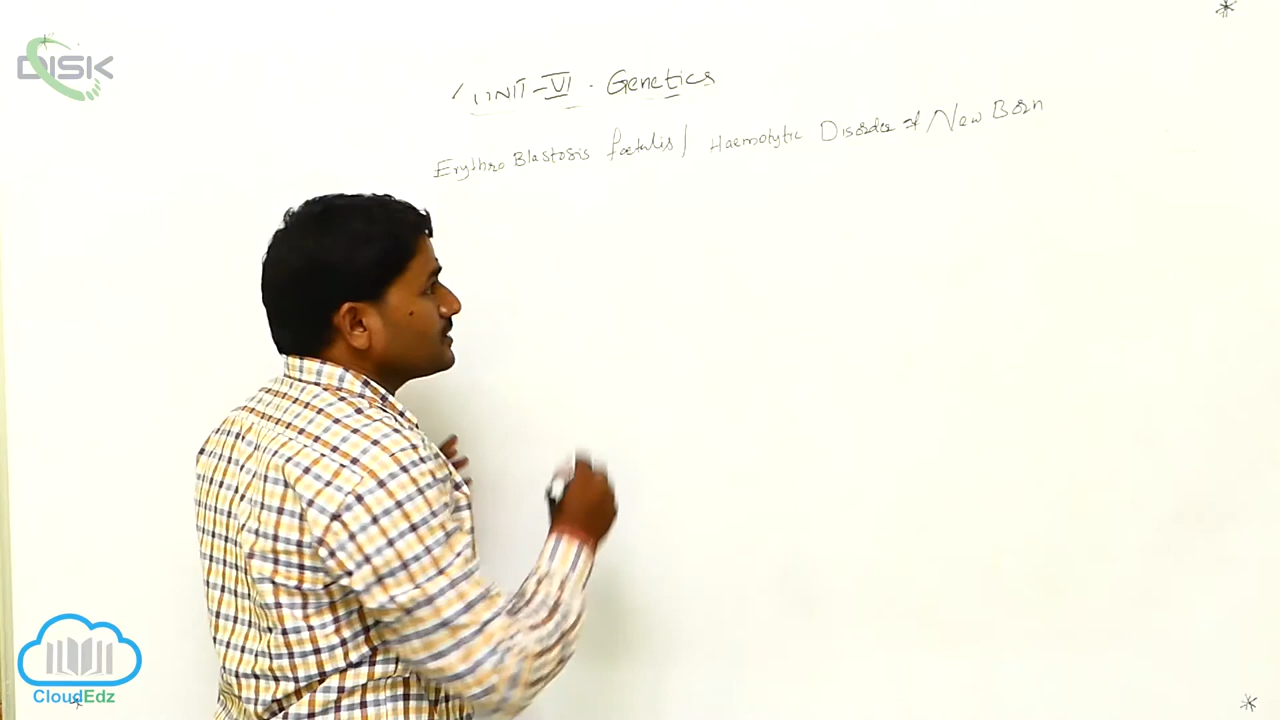 DISK
UNIT-VI. Genetics
Erythro Blastosis foetalis/ Haemolytic Disorder of New Born
CloudEdz